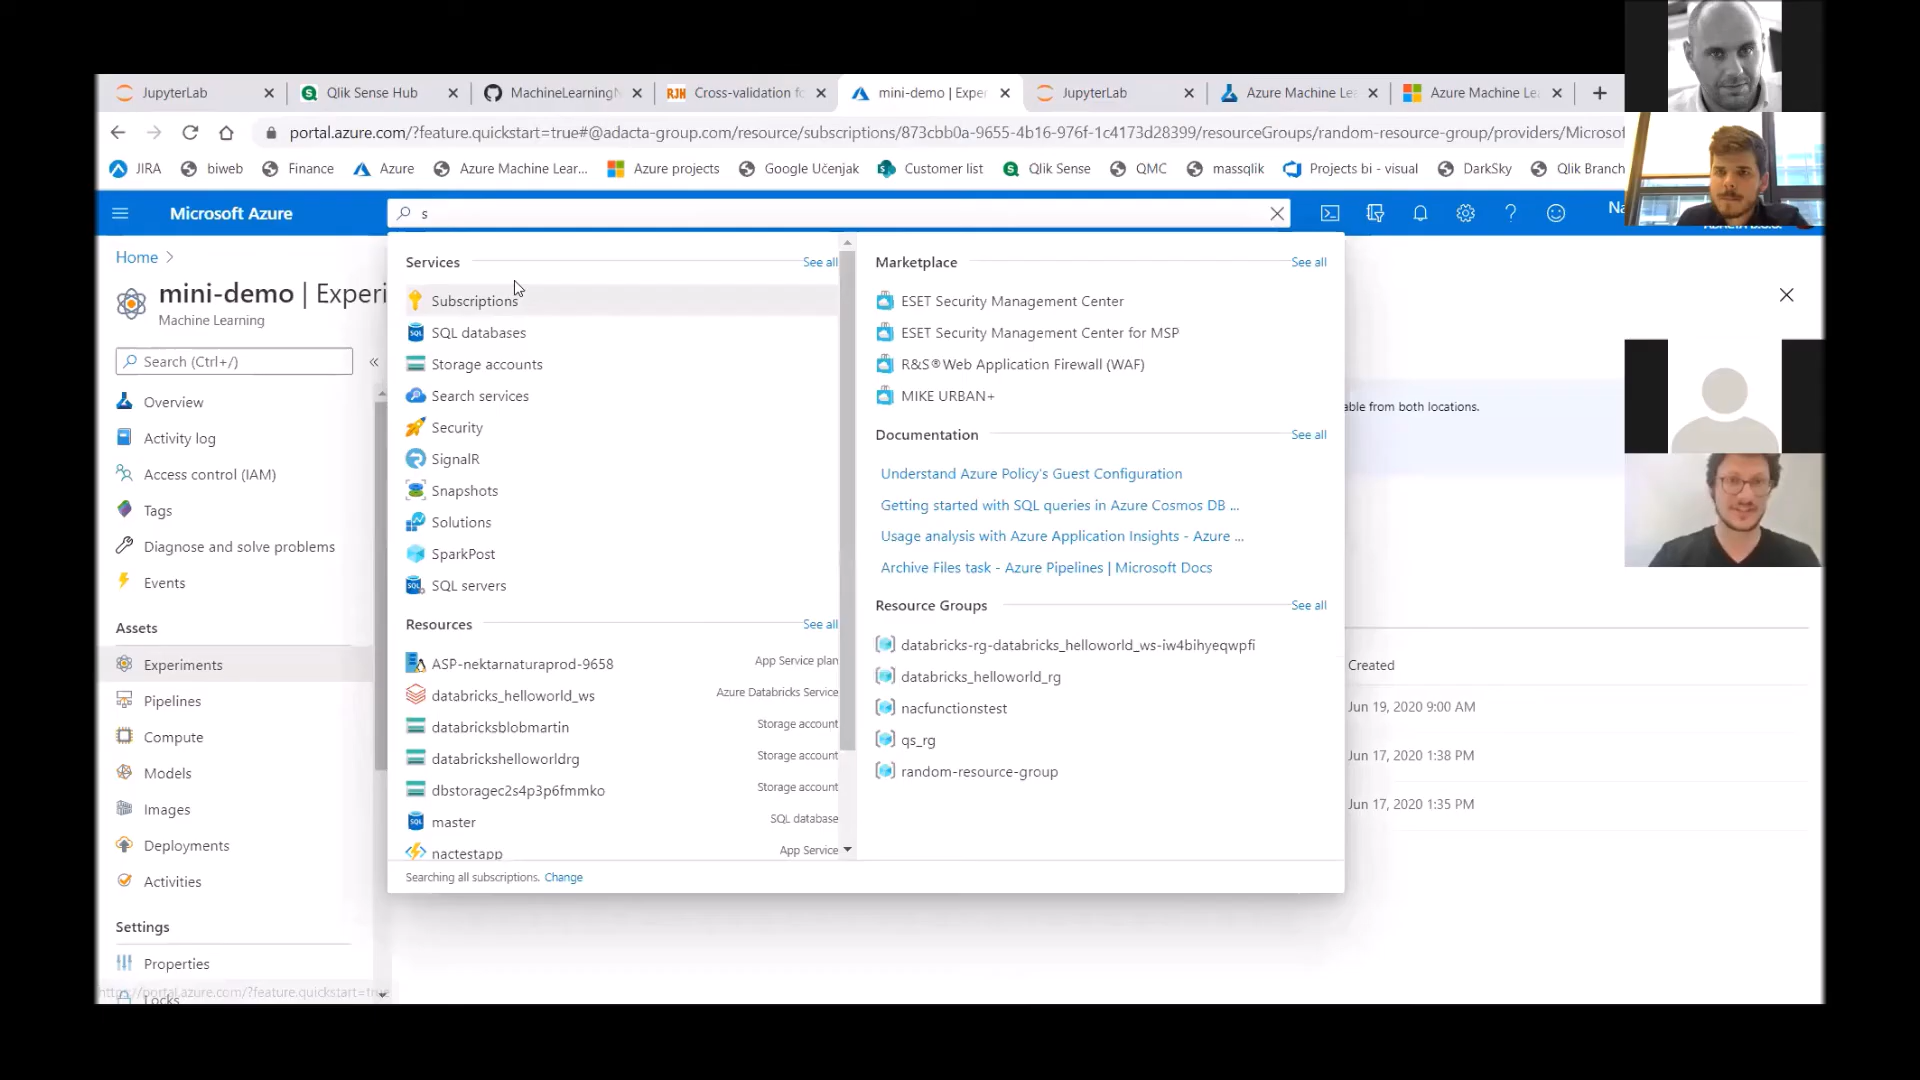 JupyterLab
Qlik Sense Hub
MachineLearningN
Cross-validation fo
mini-demo | Exper
JupyterLab
Azure Machine Le
Azure Machine Le
portal.azure.com/?feature.quickstart=true#@adacta-group.com/resource/subscriptions/873cbb0a-9655-4b16-976f-1c4173d28399/resourceGroups/random-resource-group/providers/Microsof
JIRA
biweb
Finance
Azure
Azure Machine Lear...
Azure projects
Google Učenjak
Customer list
Qlik Sense
QMC
massqlik
Projects bi - visual
DarkSky
Qlik Branch
Microsoft Azure
s
Na
Home
mini-demo | Experi
Machine Learning
Search (Ctrl+/)
Overview
Activity log
Access control (IAM)
Tags
Diagnose and solve problems
Events
Assets
Experiments
Pipelines
Compute
Models
Images
Deployments
Activities
Settings
Properties
Locks
https://portal.azure.com/?feature.quickstart=true
Services See all
Subscriptions
SQL databases
Storage accounts
Search services
Security
SignalR
Snapshots
Solutions
SparkPost
SQL servers
Resources See all
ASP-nektarnaturaprod-9658 App Service plan
databricks_helloworld_ws Azure Databricks Service
databricksblobmartin Storage account
databrickshelloworldrg Storage account
dbstoragec2s4p3p6fmmko Storage account
master SQL database
nactestapp App Service
Searching all subscriptions. Change
Marketplace See all
ESET Security Management Center
ESET Security Management Center for MSP
R&S®Web Application Firewall (WAF)
MIKE URBAN+
Documentation See all
Understand Azure Policy's Guest Configuration
Getting started with SQL queries in Azure Cosmos DB ...
Usage analysis with Azure Application Insights - Azure ...
Archive Files task - Azure Pipelines | Microsoft Docs
Resource Groups See all
databricks-rg-databricks_helloworld_ws-iw4bihyeqwpfi
databricks_helloworld_rg
nacfunctionstest
qs_rg
random-resource-group
able from both locations.
Created
Jun 19, 2020 9:00 AM
Jun 17, 2020 1:38 PM
Jun 17, 2020 1:35 PM